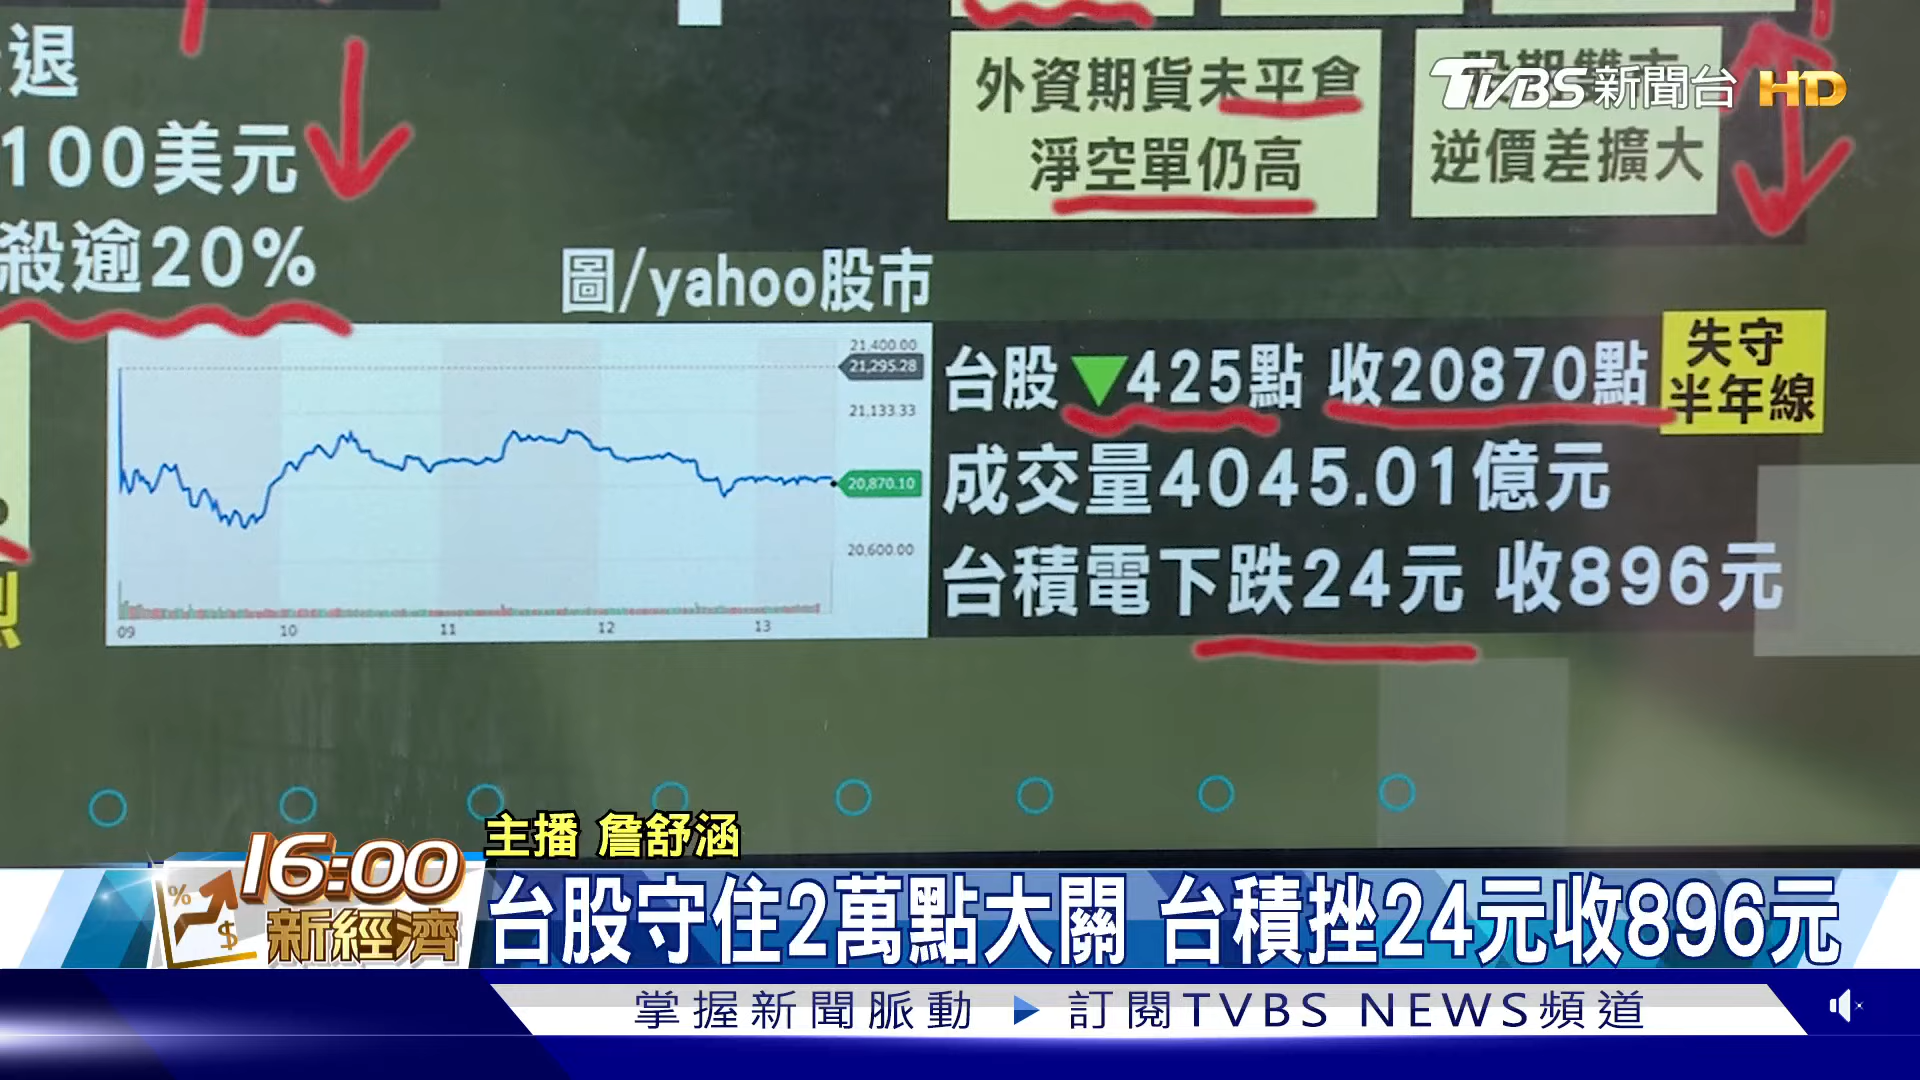 退
100美元
殺逾20%
外資期貨未平倉
淨空單仍高
股期雙市
逆價差擴大
TVBS新聞台 HD
圖/yahoo股市
21,400.00
21,295.28
21,133.33
20,870.10
20,600.00
09 10 11 12 13
台股▼425點 收20870點
失守
半年線
成交量4045.01億元
台積電下跌24元 收896元
主播 詹舒涵
16:00
% $
新經濟
台股守住2萬點大關 台積挫24元收896元
掌握新聞脈動 ▶ 訂閱TVBS NEWS頻道